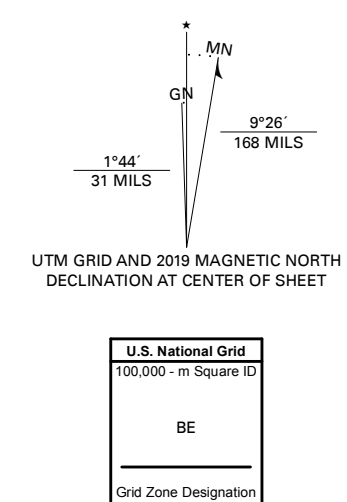 ★
MN
GN
9°26´
168 MILS
1°44´
31 MILS
UTM GRID AND 2019 MAGNETIC NORTH
DECLINATION AT CENTER OF SHEET
U.S. National Grid
100,000 - m Square ID
BE
Grid Zone Designation